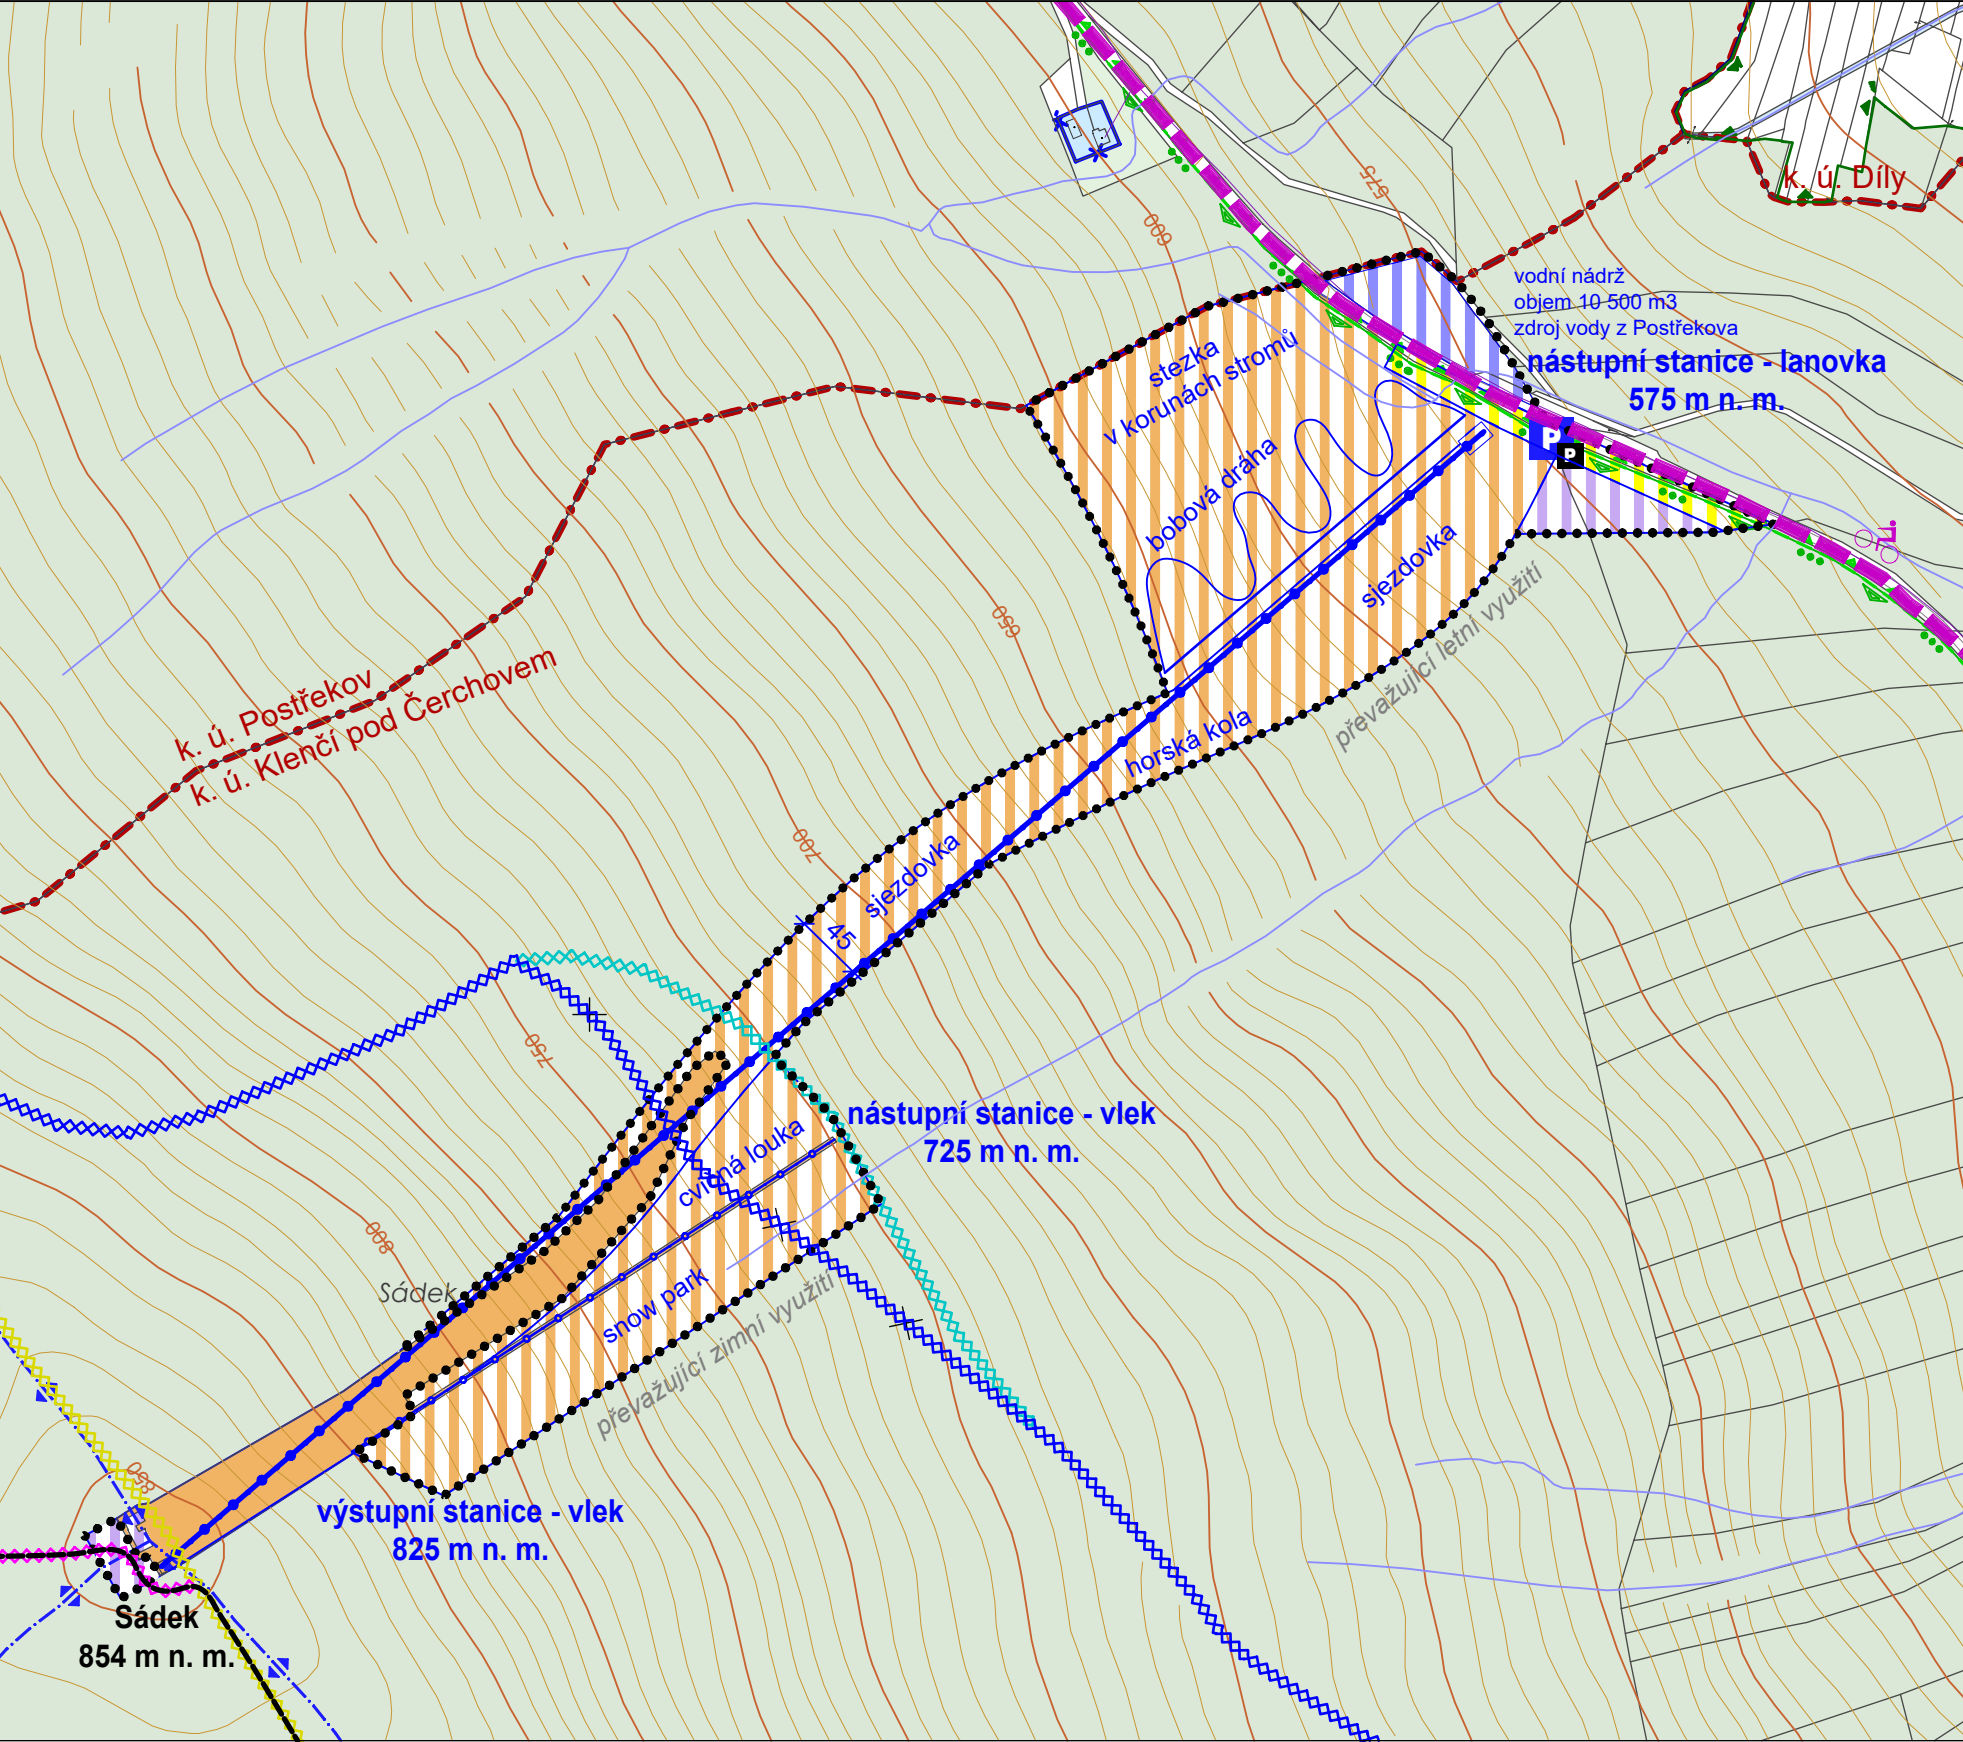 k. ú. Díly
675
600
vodní nádrž
objem 10 500 m3
zdroj vody z Postřekova
nástupní stanice - lanovka
575 m n. m.
stezka
v korunách stromů
P
P
bobová dráha
sjezdovka
převažující letní využití
650
k. ú. Postřekov
k. ú. Klenčí pod Čerchovem
horská kola
700
sjezdovka
45
750
nástupní stanice - vlek
725 m n. m.
cvičná louka
800
Sádek
snow park
převažující zimní využití
850
výstupní stanice - vlek
825 m n. m.
Sádek
854 m n. m.